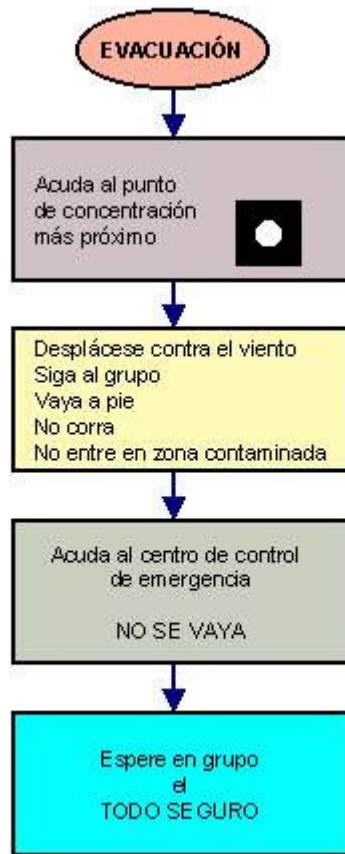 EVACUACIÓN
Acuda al punto
de concentración
más próximo
Desplácese contra el viento
Siga al grupo
Vaya a pie
No corra
No entre en zona contaminada
Acuda al centro de control
de emergencia
NO SE VAYA
Espere en grupo
el
TODO SEGURO